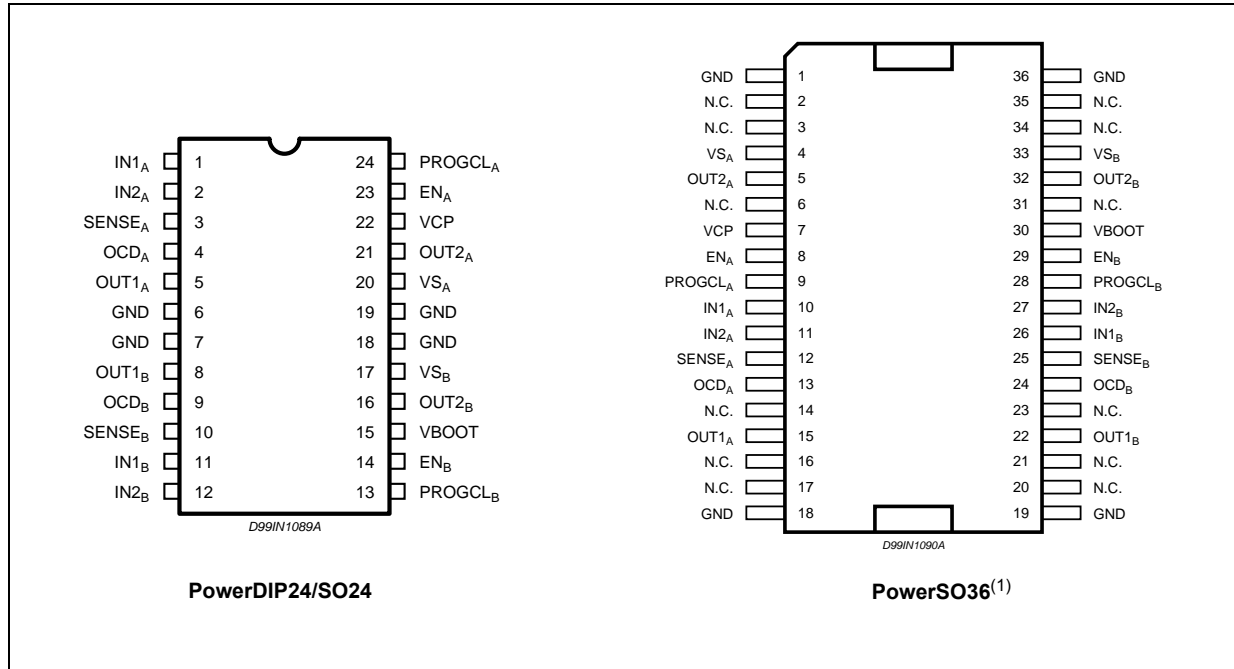 IN1A 1 24 PROGCLA
IN2A 2 23 ENA
SENSEA 3 22 VCP
OCDA 4 21 OUT2A
OUT1A 5 20 VSA
GND 6 19 GND
GND 7 18 GND
OUT1B 8 17 VSB
OCDB 9 16 OUT2B
SENSEB 10 15 VBOOT
IN1B 11 14 ENB
IN2B 12 13 PROGCLB
D99IN1089A
PowerDIP24/SO24
GND 1 36 GND
N.C. 2 35 N.C.
N.C. 3 34 N.C.
VSA 4 33 VSB
OUT2A 5 32 OUT2B
N.C. 6 31 N.C.
VCP 7 30 VBOOT
ENA 8 29 ENB
PROGCLA 9 28 PROGCLB
IN1A 10 27 IN2B
IN2A 11 26 IN1B
SENSEA 12 25 SENSEB
OCDA 13 24 OCDB
N.C. 14 23 N.C.
OUT1A 15 22 OUT1B
N.C. 16 21 N.C.
N.C. 17 20 N.C.
GND 18 19 GND
D99IN1090A
PowerSO36(1)